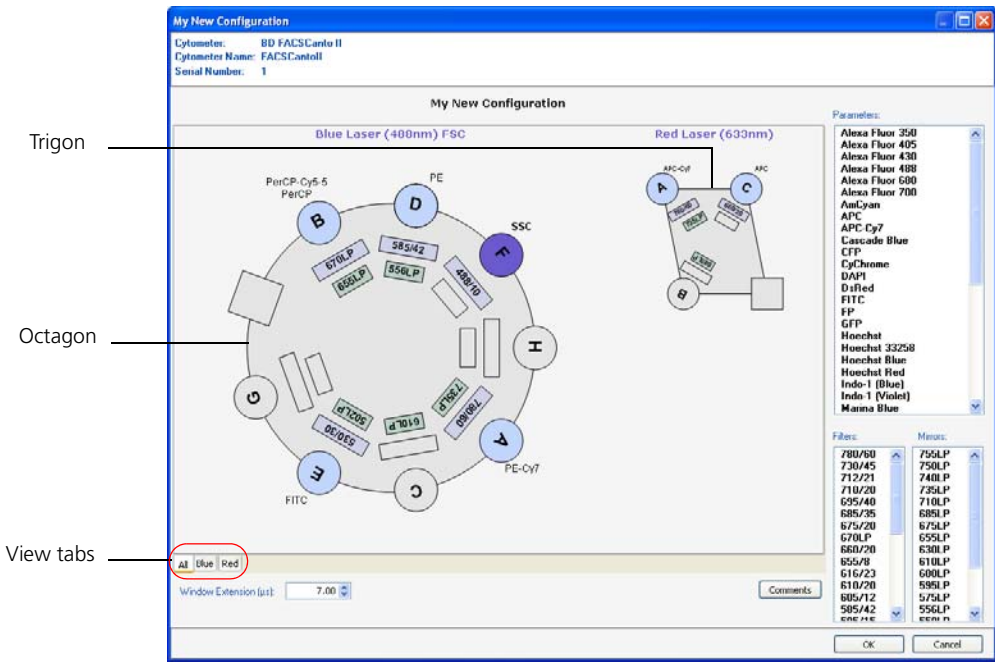 My New Configuration
Cytometer: BD FACSCanto II
Cytometer Name: FACSCantoII
Serial Number: 1
My New Configuration
Blue Laser (488nm) FSC
Red Laser (633nm)
Trigon
Octagon
View tabs
PerCP-Cy5-5
PerCP
PE
SSC
B
D
F
670LP
655LP
585/42
556LP
488/10
H
G
502LP
530/30
610LP
735LP
780/60
E
FITC
C
A
PE-Cy7
APC-Cy7
APC
A
C
780/60
755LP
660/20
B
All Blue Red
Window Extension (µs): 7.00
Comments
Parameters:
Alexa Fluor 350
Alexa Fluor 405
Alexa Fluor 430
Alexa Fluor 488
Alexa Fluor 680
Alexa Fluor 700
AmCyan
APC
APC-Cy7
Cascade Blue
CFP
CyChrome
DAPI
DsRed
FITC
FP
GFP
Hoechst
Hoechst 33258
Hoechst Blue
Hoechst Red
Indo-1 (Blue)
Indo-1 (Violet)
Marina Blue
Filters:
780/60
730/45
712/21
710/20
695/40
685/35
675/20
670LP
660/20
655/8
616/23
610/20
605/12
585/42
Mirrors:
755LP
750LP
740LP
735LP
710LP
685LP
675LP
655LP
630LP
610LP
600LP
595LP
575LP
556LP
OK
Cancel